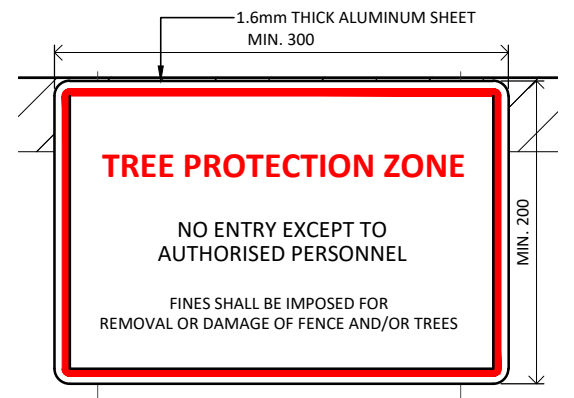 1.6mm THICK ALUMINUM SHEET
MIN. 300
TREE PROTECTION ZONE
NO ENTRY EXCEPT TO
AUTHORISED PERSONNEL
MIN. 200
FINES SHALL BE IMPOSED FOR
REMOVAL OR DAMAGE OF FENCE AND/OR TREES